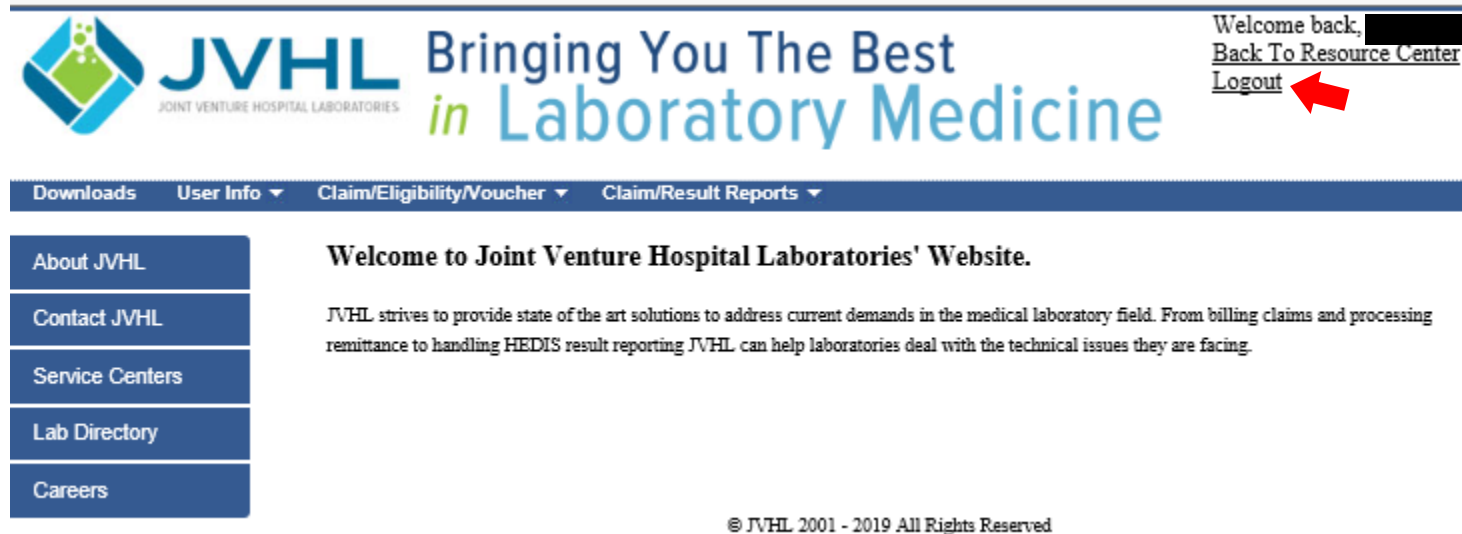 JVHL
JOINT VENTURE HOSPITAL LABORATORIES
Bringing You The Best
in Laboratory Medicine
Welcome back,
Back To Resource Center
Logout
Downloads User Info Claim/Eligibility/Voucher Claim/Result Reports
About JVHL
Contact JVHL
Service Centers
Lab Directory
Careers
Welcome to Joint Venture Hospital Laboratories' Website.
JVHL strives to provide state of the art solutions to address current demands in the medical laboratory field. From billing claims and processing
remittance to handling HEDIS result reporting JVHL can help laboratories deal with the technical issues they are facing.
© JVHL 2001 - 2019 All Rights Reserved